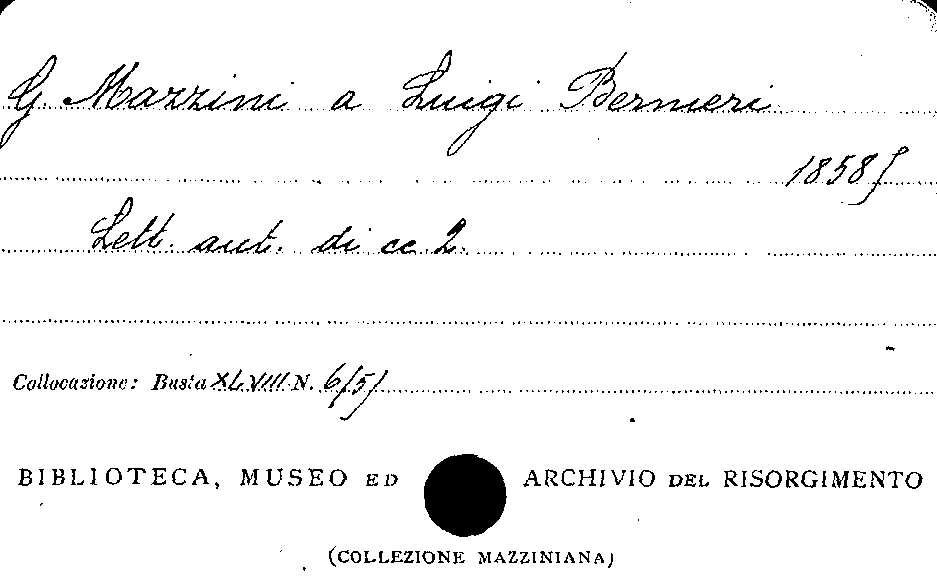 G. Mazzini a Luigi Bernieri
1858
Lett. aut. di cc 2.
Collocazione: Busta XLVIII N. 6/5/
BIBLIOTECA, MUSEO ED ARCHIVIO DEL RISORGIMENTO
(COLLEZIONE MAZZINIANA)